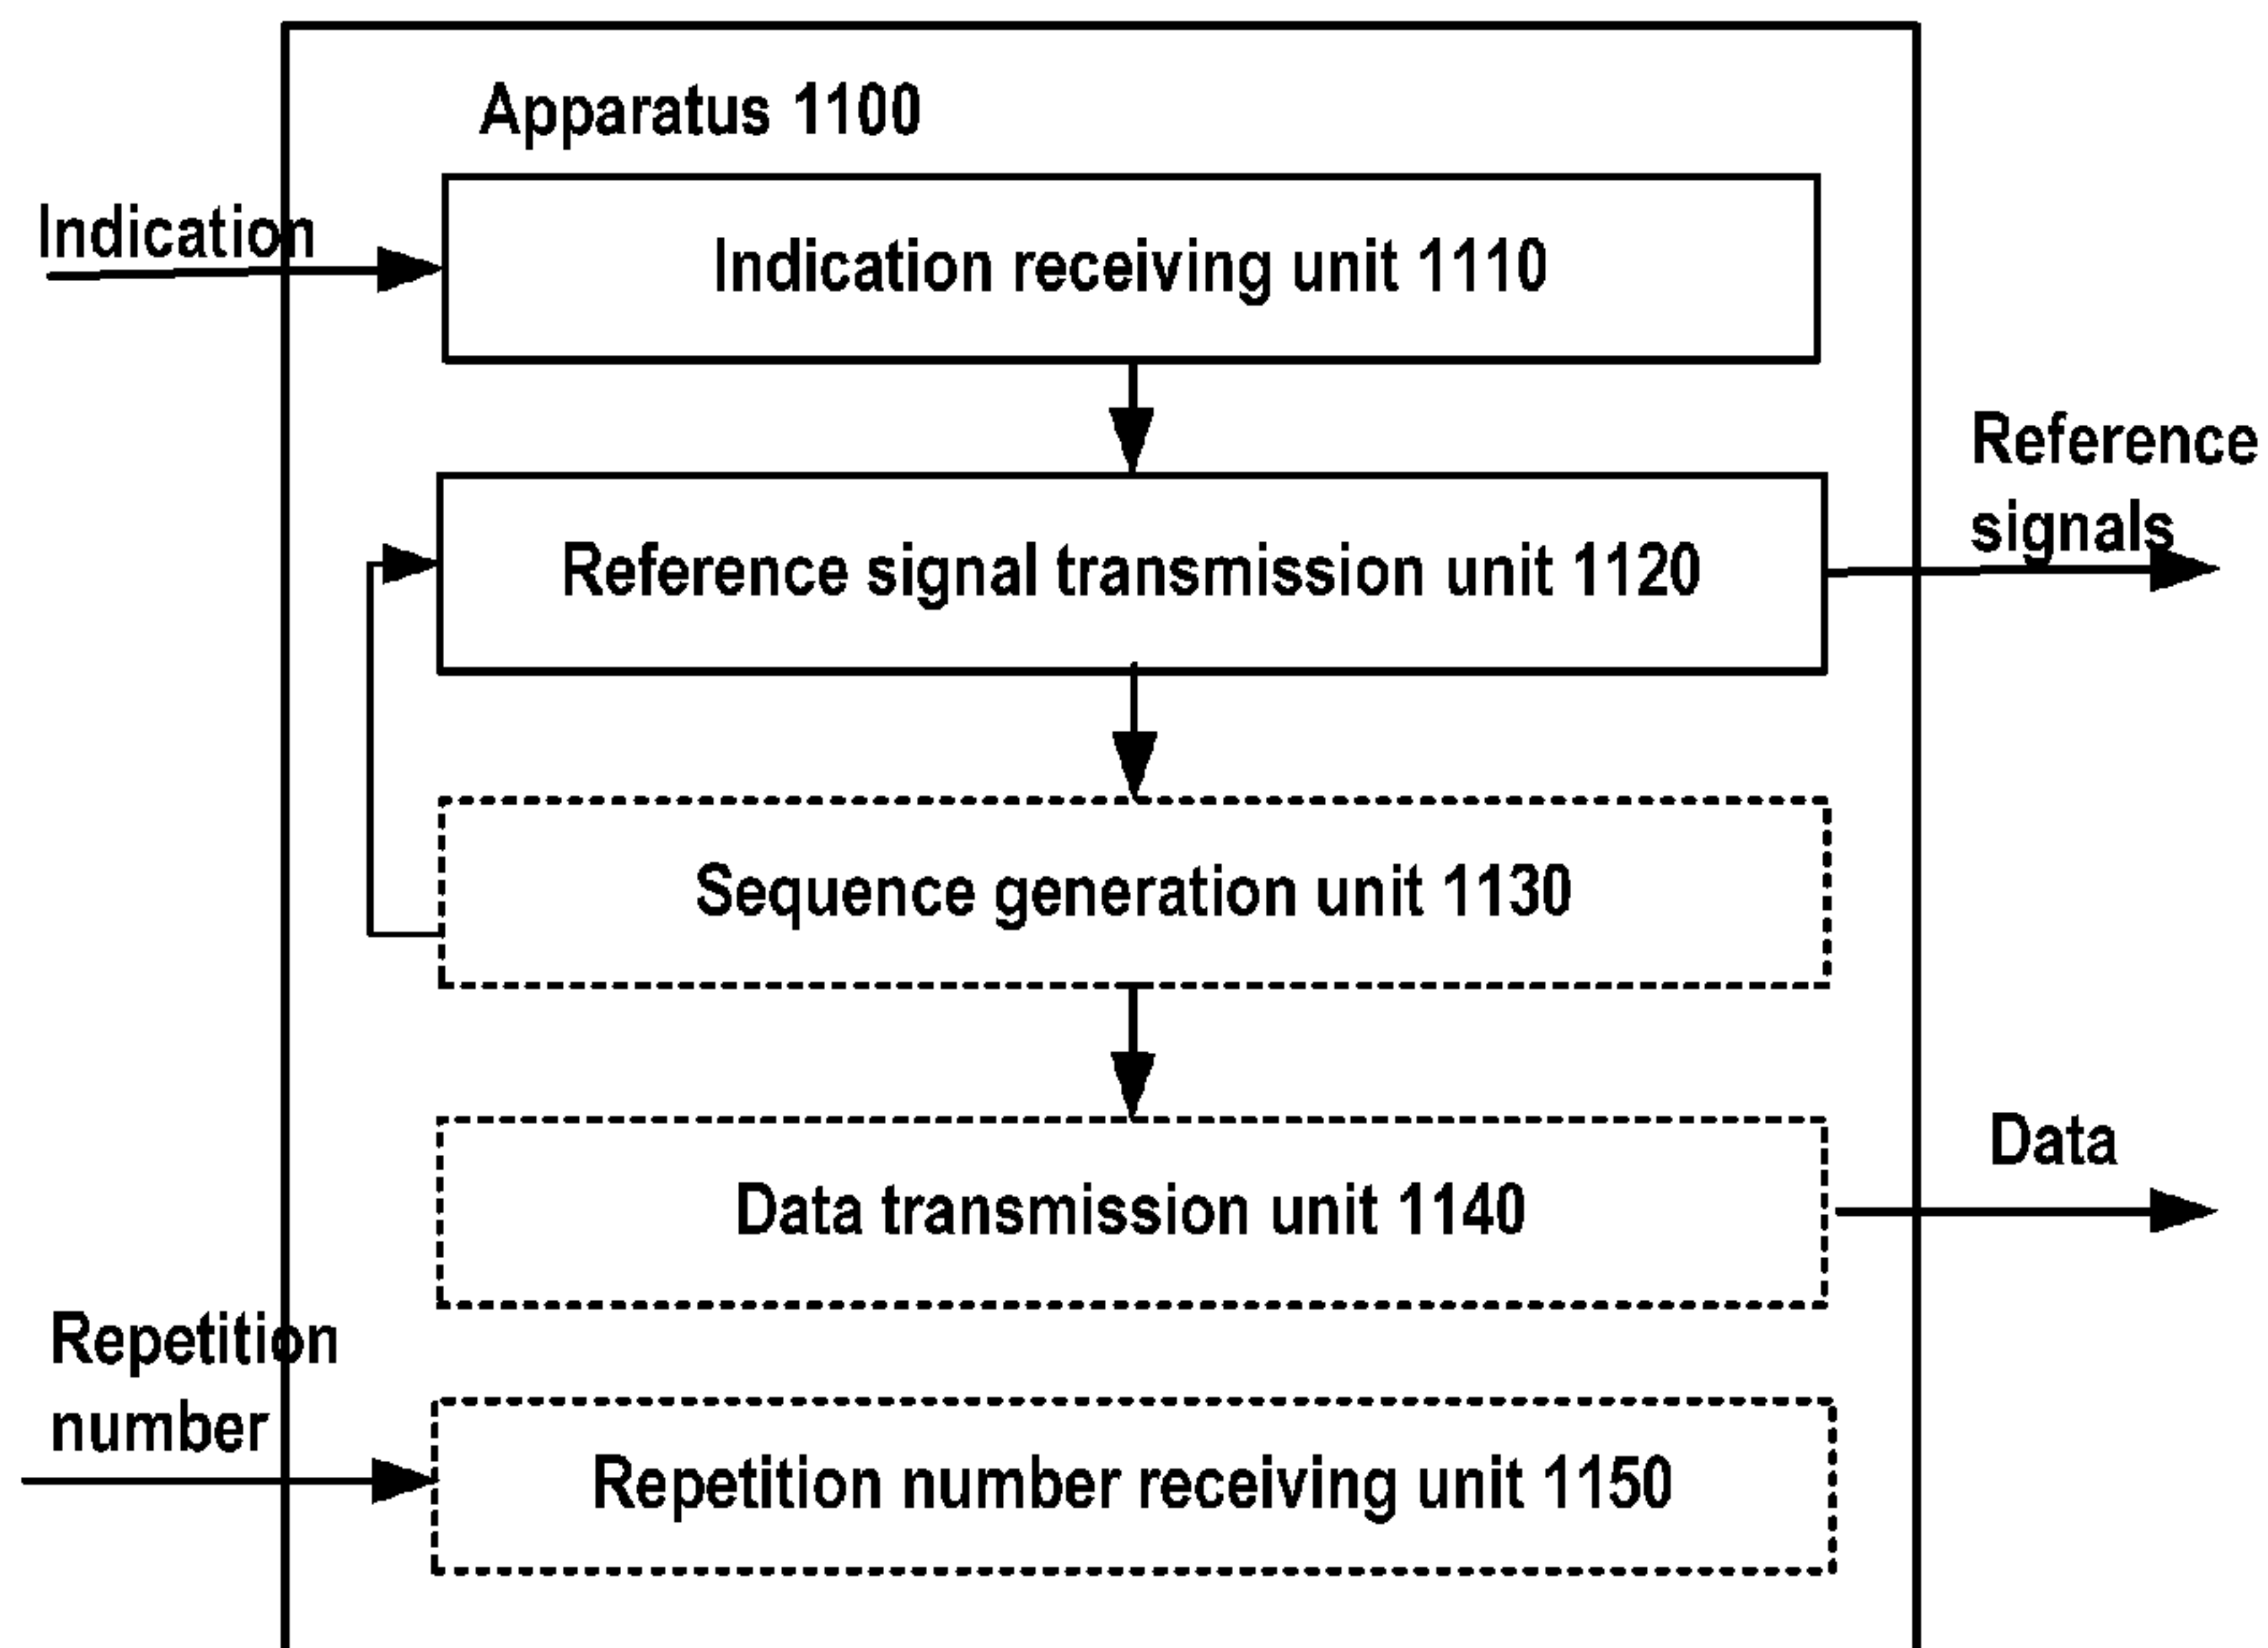 Apparatus 1100
Indication
Indication receiving unit 1110
Reference
signals
Reference signal transmission unit 1120
Sequence generation unit 1130
Data
Data transmission unit 1140
Repetition
number
Repetition number receiving unit 1150